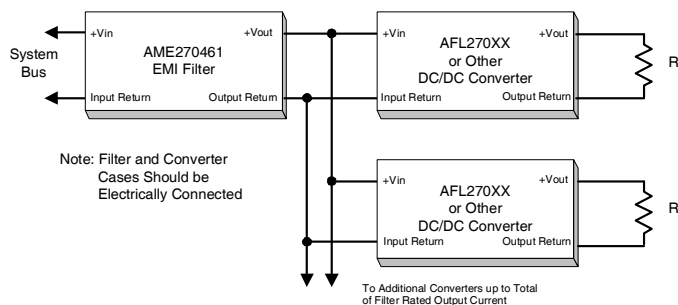 System
Bus
+Vin
+Vout
AME270461
EMI Filter
Input Return
Output Return
+Vin
+Vout
AFL270XX
or Other
DC/DC Converter
Input Return
Output Return
R
Note: Filter and Converter
Cases Should be
Electrically Connected
+Vin
+Vout
AFL270XX
or Other
DC/DC Converter
Input Return
Output Return
R
To Additional Converters up to Total
of Filter Rated Output Current